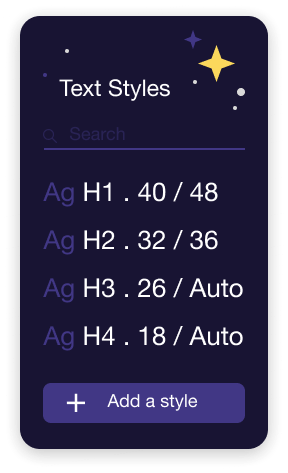 Text Styles
Search
Ag H1 . 40 / 48
Ag H2 . 32 / 36
Ag H3 . 26 / Auto
Ag H4 . 18 / Auto
+ Add a style